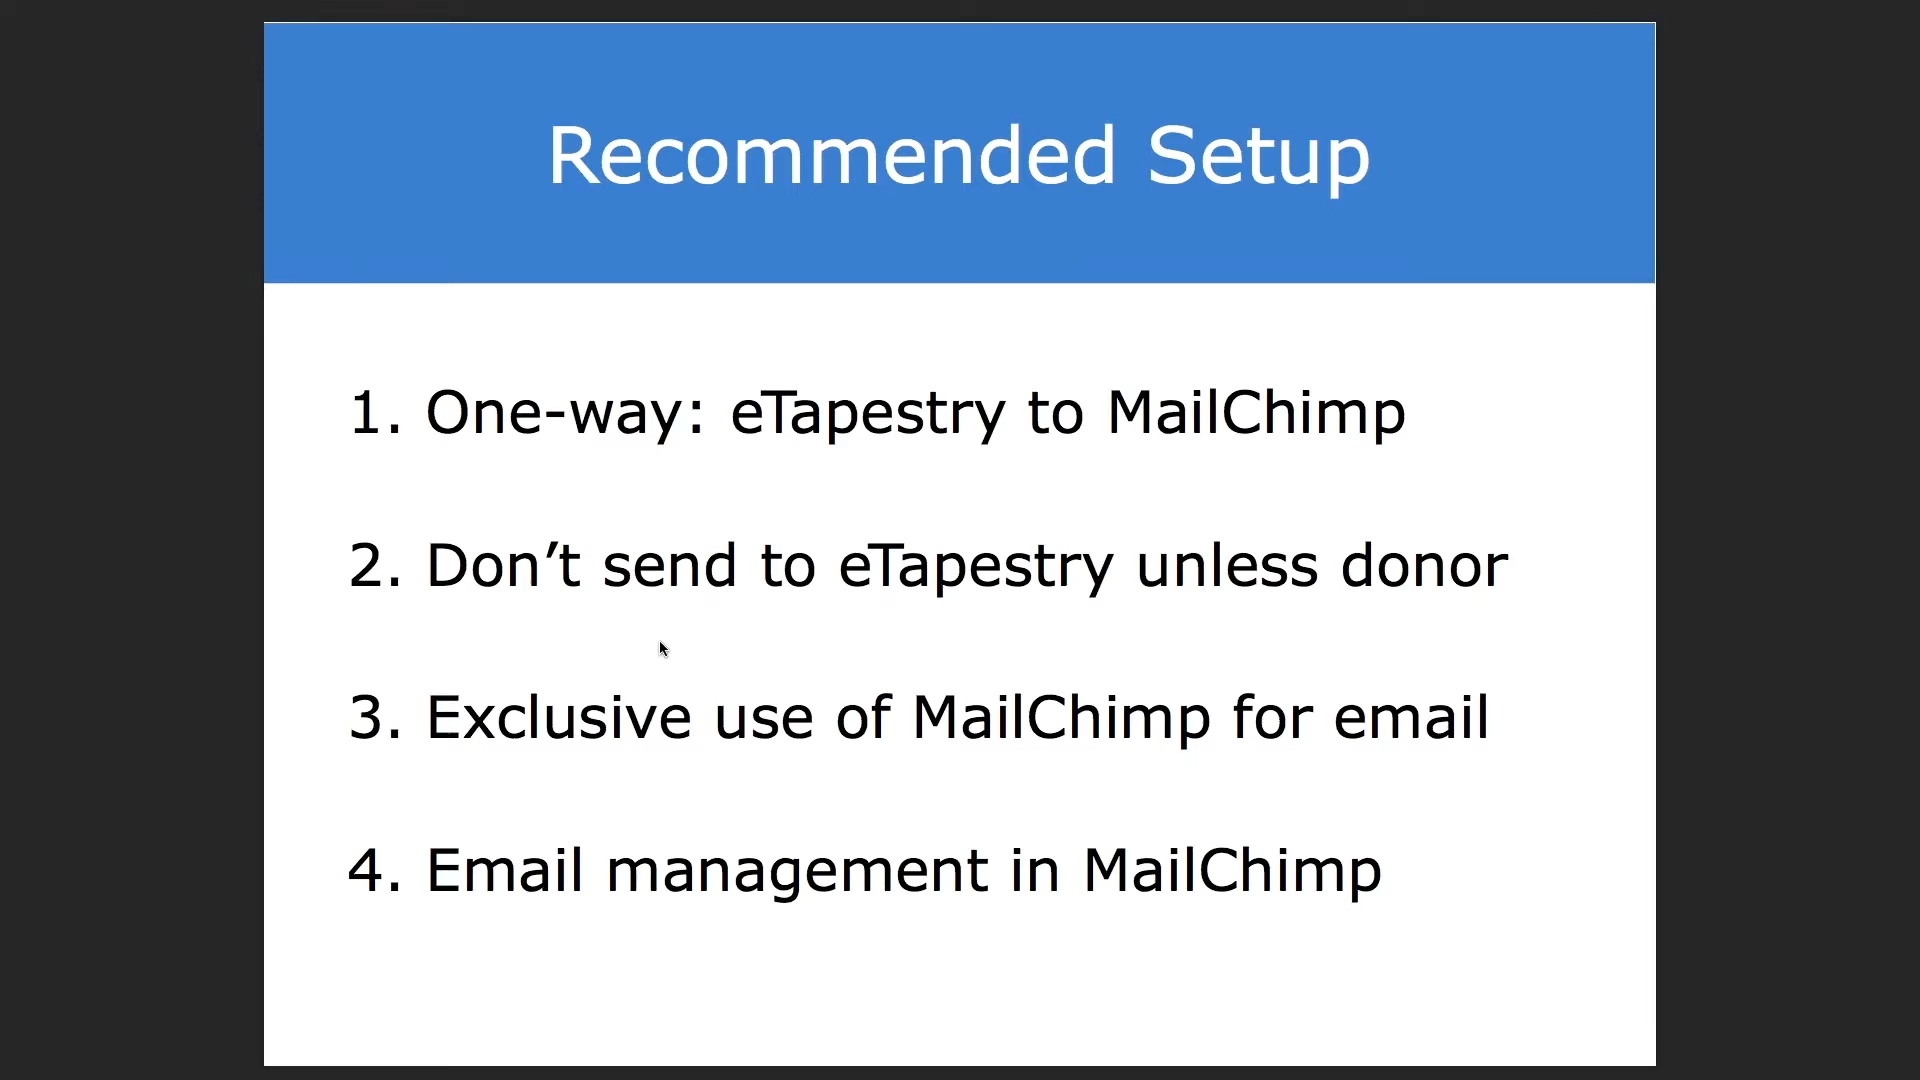 Recommended Setup
1. One-way: eTapestry to MailChimp
2. Don’t send to eTapestry unless donor
3. Exclusive use of MailChimp for email
4. Email management in MailChimp